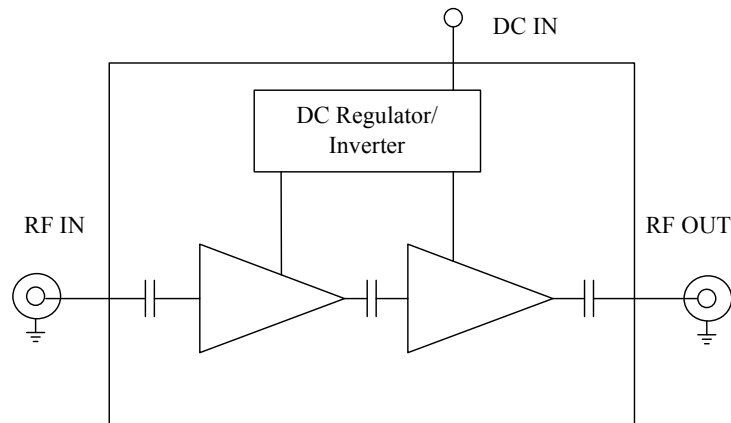 DC IN
DC Regulator/
Inverter
RF IN
RF OUT